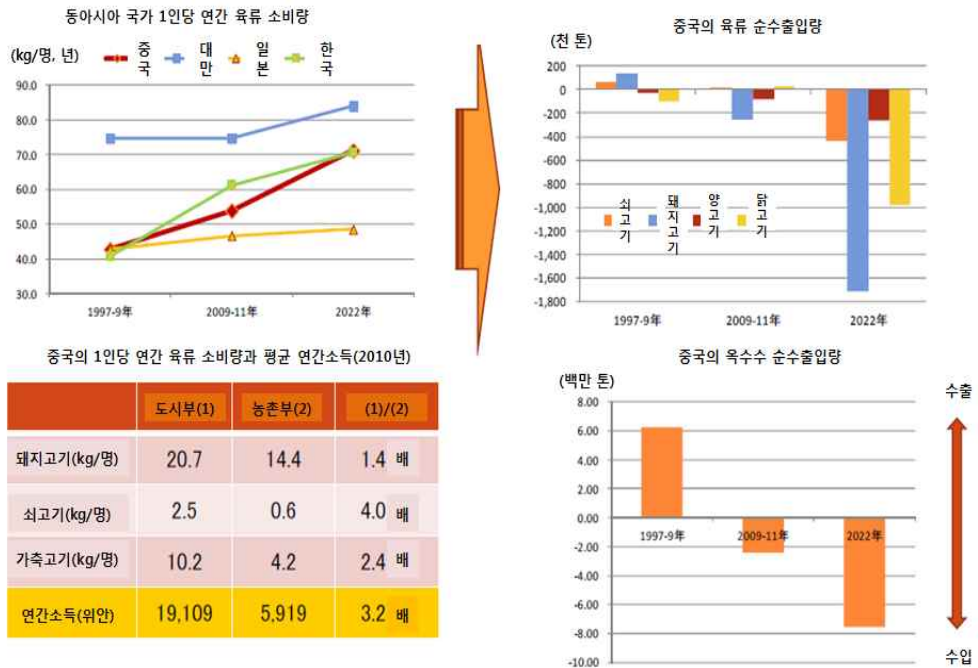 동아시아 국가 1인당 연간 육류 소비량
(kg/명, 년)
중국
대만
일본
한국
90.0
80.0
70.0
60.0
50.0
40.0
30.0
1997-9年
2009-11年
2022年
중국의 육류 순수출입량
(천 톤)
200
0
-200
-400
-600
-800
-1,000
-1,200
-1,400
-1,600
-1,800
쇠고기
돼지고기
양고기
닭고기
1997-9年
2009-11年
2022年
중국의 1인당 연간 육류 소비량과 평균 연간소득(2010년)
도시부(1) 농촌부(2) (1)/(2)
돼지고기(kg/명) 20.7 14.4 1.4 배
쇠고기(kg/명) 2.5 0.6 4.0 배
가축고기(kg/명) 10.2 4.2 2.4 배
연간소득(위안) 19,109 5,919 3.2 배
중국의 옥수수 순수출입량
(백만 톤)
수출
8.00
6.00
4.00
2.00
0.00
-2.00
-4.00
-6.00
-8.00
-10.00
1997-9年
2009-11年
2022年
수입